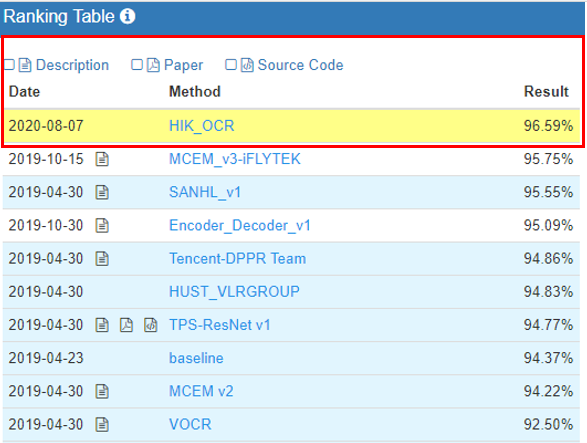 Ranking Table
Description Paper Source Code
Date Method Result
2020-08-07 HIK_OCR 96.59%
2019-10-15 MCEM_v3-iFLYTEK 95.75%
2019-04-30 SANHL_v1 95.55%
2019-10-30 Encoder_Decoder_v1 95.09%
2019-04-30 Tencent-DPPR Team 94.86%
2019-04-30 HUST_VLRGROUP 94.83%
2019-04-30 TPS-ResNet v1 94.77%
2019-04-23 baseline 94.37%
2019-04-30 MCEM v2 94.22%
2019-04-30 VOCR 92.50%